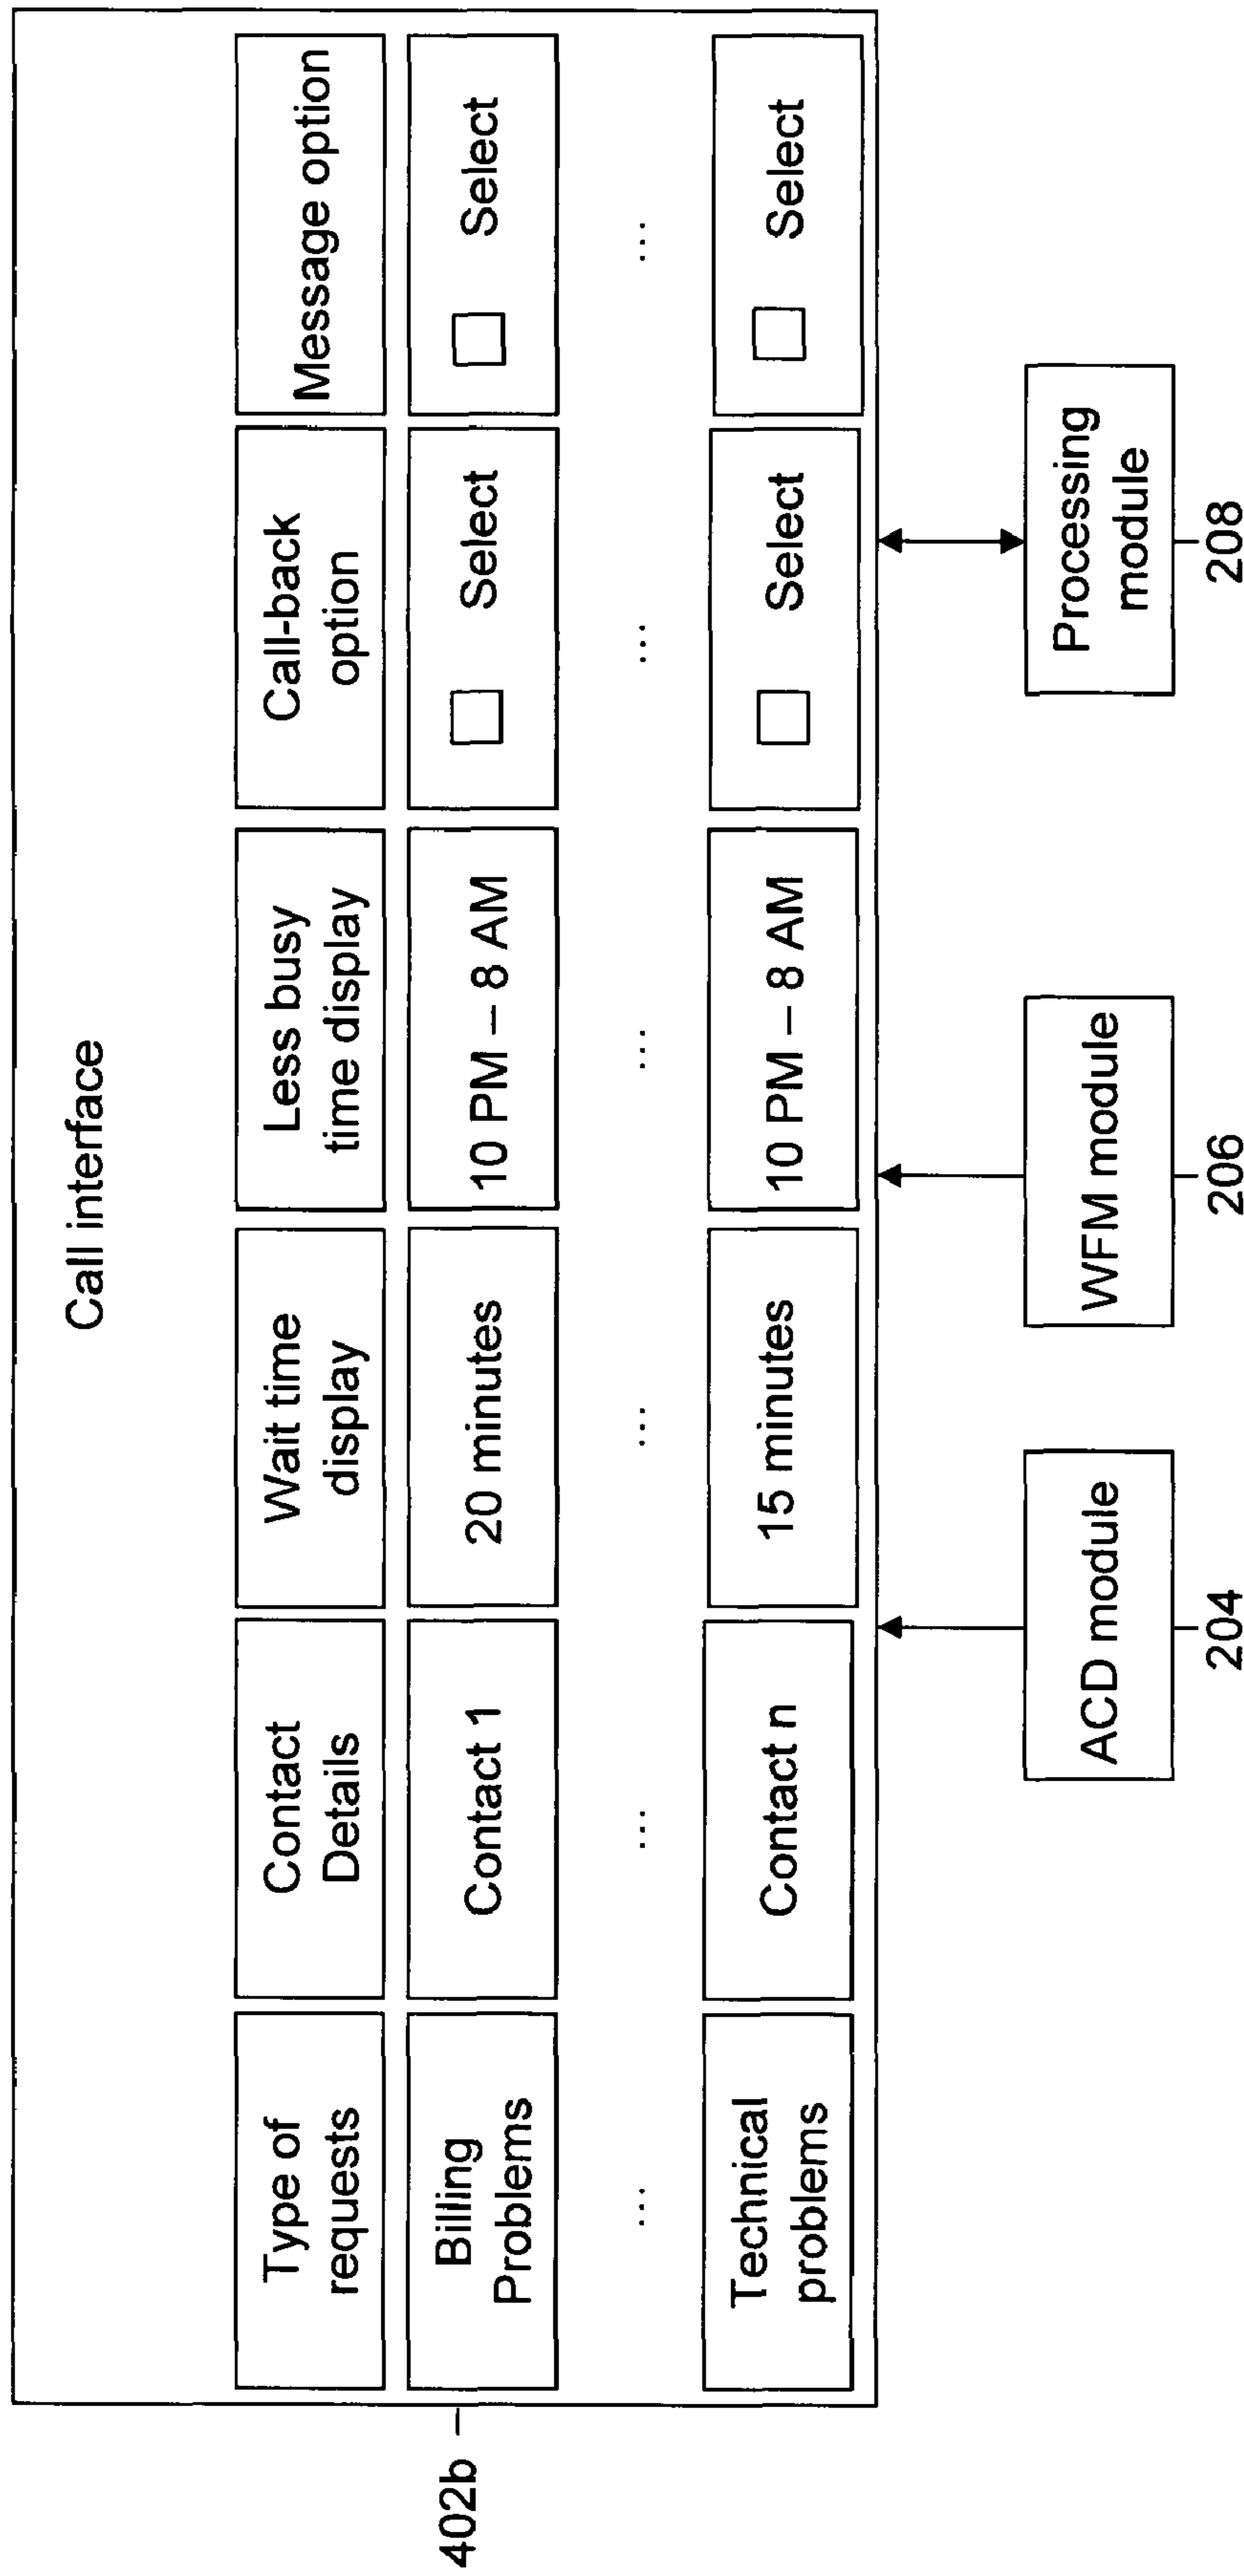 Call interface
Type of
requests
Contact
Details
Wait time
display
Less busy
time display
Call-back
option
Message option
402b
Billing
Problems
Contact 1
20 minutes
10 PM – 8 AM
Select
Select
...
...
...
...
...
...
Technical
problems
Contact n
15 minutes
10 PM – 8 AM
Select
Select
ACD module
204
WFM module
206
Processing
module
208